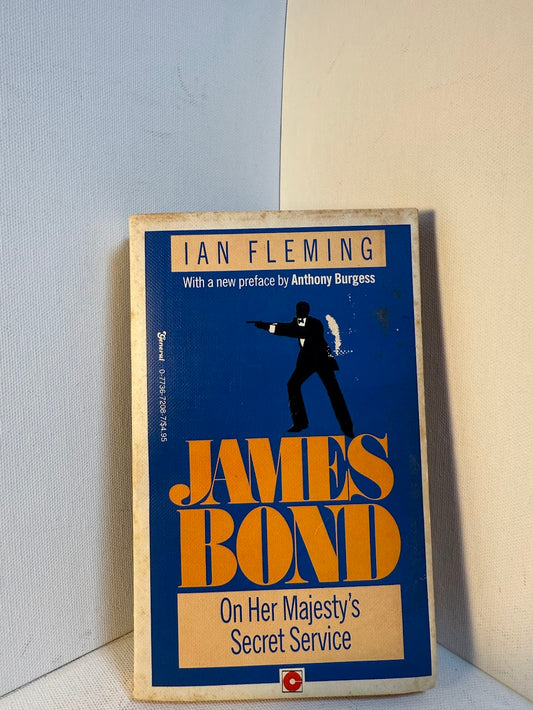 IAN FLEMING
With a new preface by Anthony Burgess
General 0-7736-7208-7/$4.95
JAMES
BOND
On Her Majesty's
Secret Service